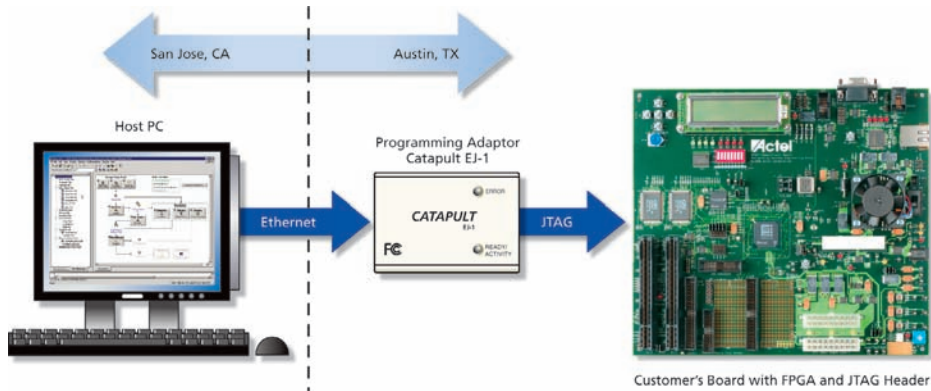 San Jose, CA
Austin, TX
Host PC
Programming Adaptor
Catapult EJ-1
Ethernet
ERROR
CATAPULT
EJ-1
FC
READY/
ACTIVITY
JTAG
Actel
Customer's Board with FPGA and JTAG Header